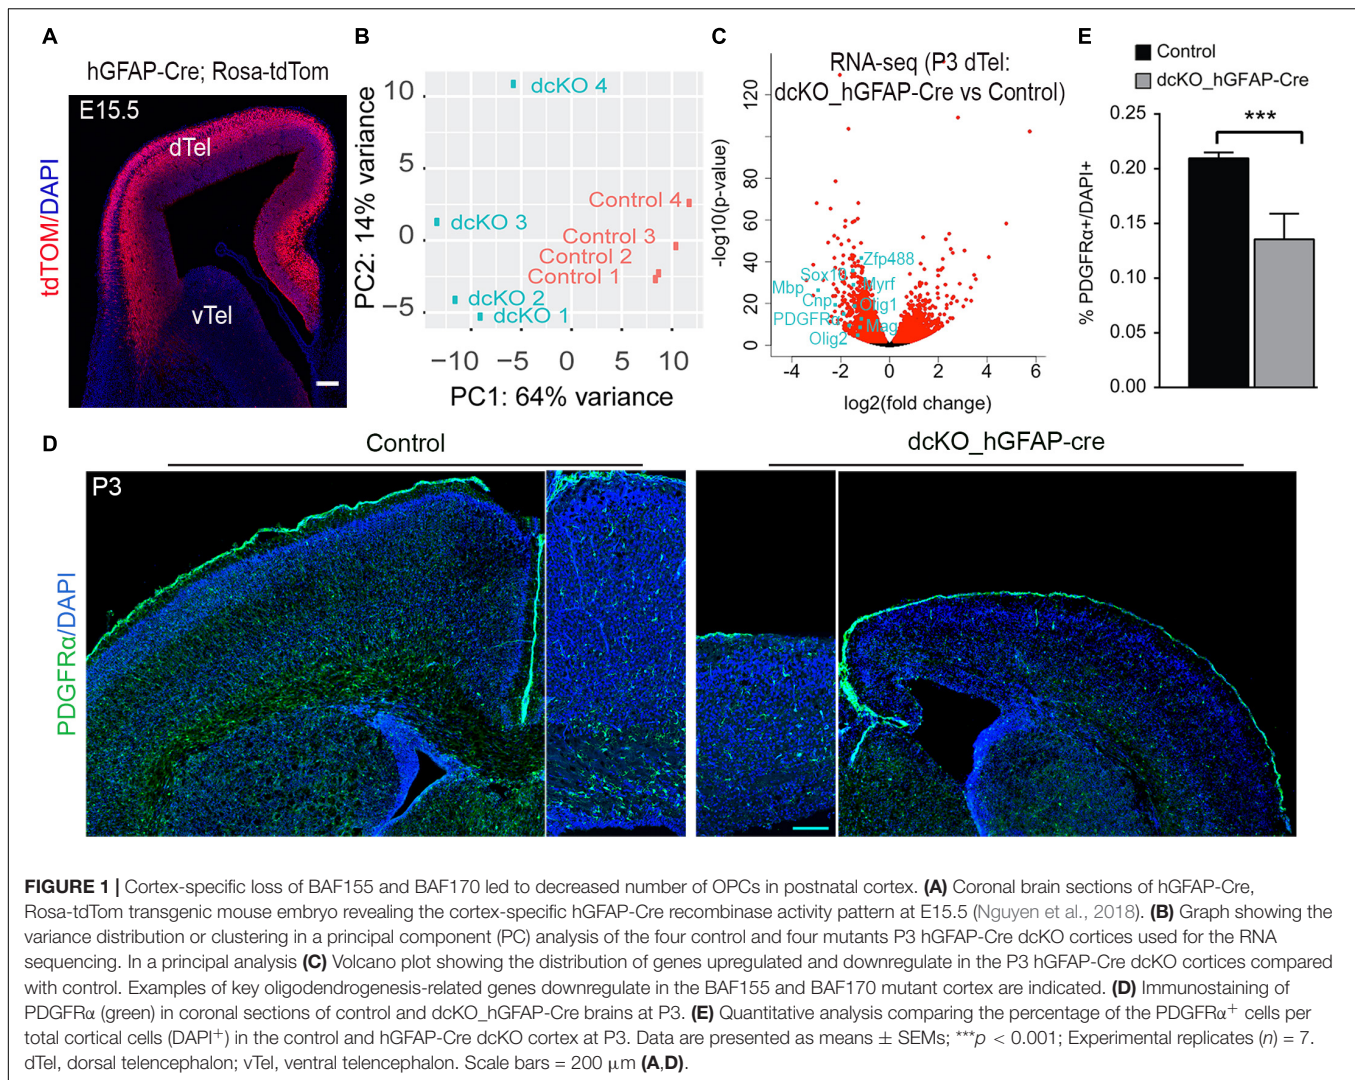 A
hGFAP-Cre; Rosa-tdTom
E15.5
dTel
vTel
tdTOM/DAPI
B
10
5
0
−5
PC2: 14% variance
dcKO 4
dcKO 3
Control 4
Control 3
Control 2
Control 1
dcKO 2
dcKO 1
−10
−5
0
5
10
PC1: 64% variance
C
RNA-seq (P3 dTel:
dcKO_hGFAP-Cre vs Control)
-log10(p-value)
120
100
80
60
40
20
0
Zfp488
Sox10
Myrf
Mbp
Cnp
Olig1
PDGFRα
Mag
Olig2
-4
-2
0
2
4
6
log2(fold change)
E
Control
dcKO_hGFAP-Cre
***
% PDGFRα+/DAPI+
0.25
0.20
0.15
0.10
0.05
0.00
D
Control
dcKO_hGFAP-cre
P3
PDGFRα/DAPI
FIGURE 1 | Cortex-specific loss of BAF155 and BAF170 led to decreased number of OPCs in postnatal cortex. (A) Coronal brain sections of hGFAP-Cre,
Rosa-tdTom transgenic mouse embryo revealing the cortex-specific hGFAP-Cre recombinase activity pattern at E15.5 (Nguyen et al., 2018). (B) Graph showing the
variance distribution or clustering in a principal component (PC) analysis of the four control and four mutants P3 hGFAP-Cre dcKO cortices used for the RNA
sequencing. In a principal analysis (C) Volcano plot showing the distribution of genes upregulated and downregulate in the P3 hGFAP-Cre dcKO cortices compared
with control. Examples of key oligodendrogenesis-related genes downregulate in the BAF155 and BAF170 mutant cortex are indicated. (D) Immunostaining of
PDGFRα (green) in coronal sections of control and dcKO_hGFAP-Cre brains at P3. (E) Quantitative analysis comparing the percentage of the PDGFRα⁺ cells per
total cortical cells (DAPI⁺) in the control and hGFAP-Cre dcKO cortex at P3. Data are presented as means ± SEMs; ***p < 0.001; Experimental replicates (n) = 7.
dTel, dorsal telencephalon; vTel, ventral telencephalon. Scale bars = 200 μm (A,D).